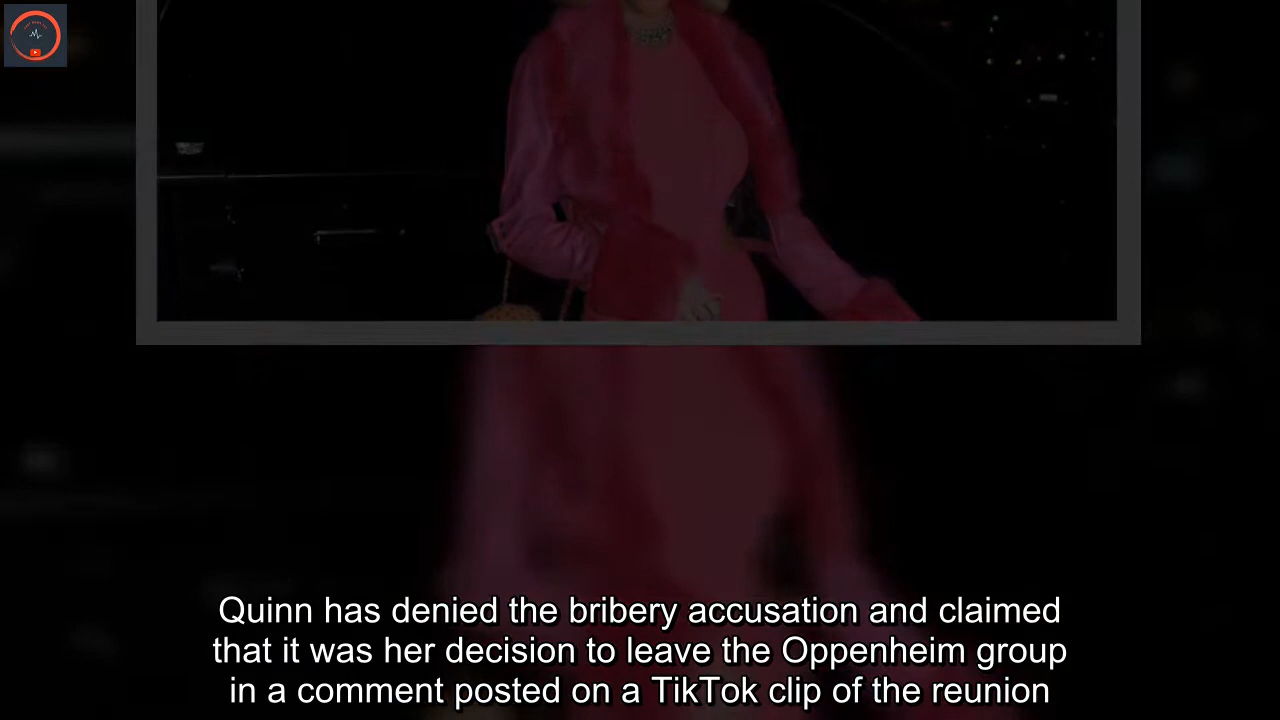 Quinn has denied the bribery accusation and claimed
that it was her decision to leave the Oppenheim group
in a comment posted on a TikTok clip of the reunion